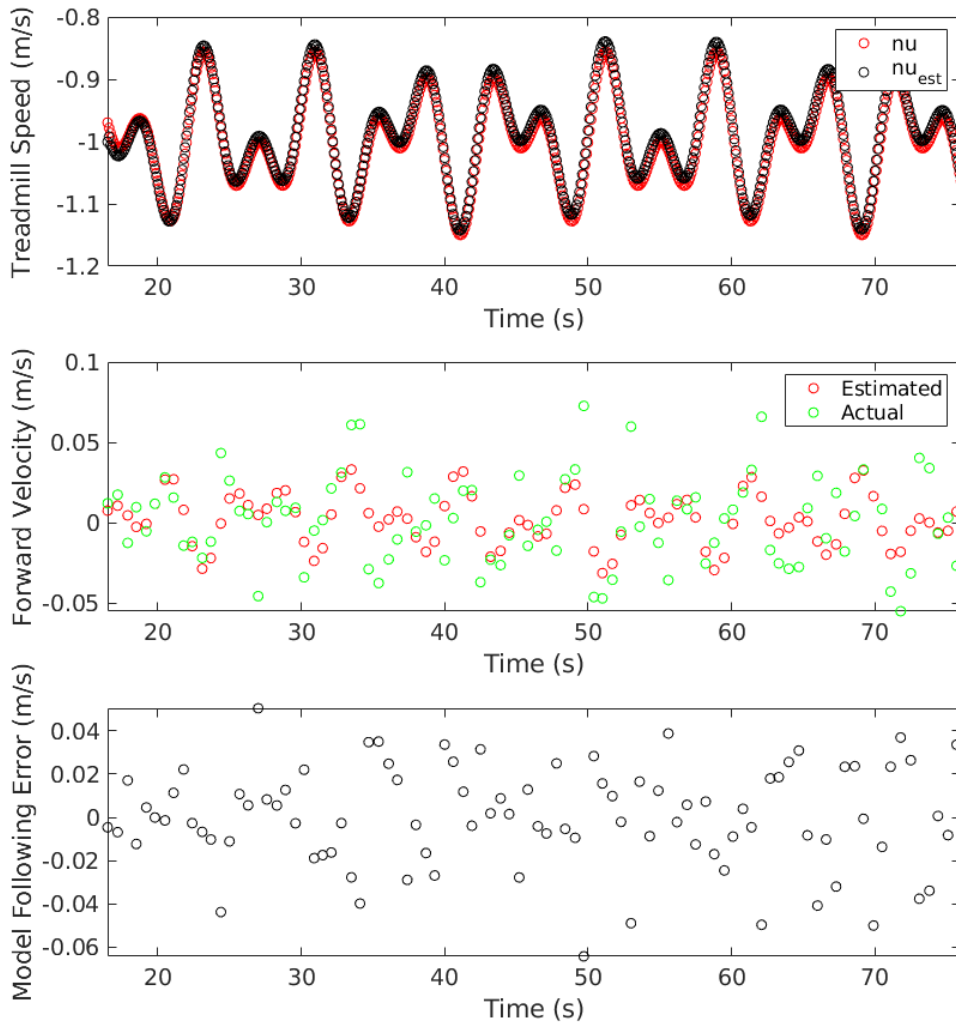 Treadmill Speed (m/s)
-0.8
-0.9
-1
-1.1
-1.2
nu
nu_est
20 30 40 50 60 70
Time (s)
Forward Velocity (m/s)
0.1
0.05
0
-0.05
Estimated
Actual
20 30 40 50 60 70
Time (s)
Model Following Error (m/s)
0.04
0.02
0
-0.02
-0.04
-0.06
20 30 40 50 60 70
Time (s)